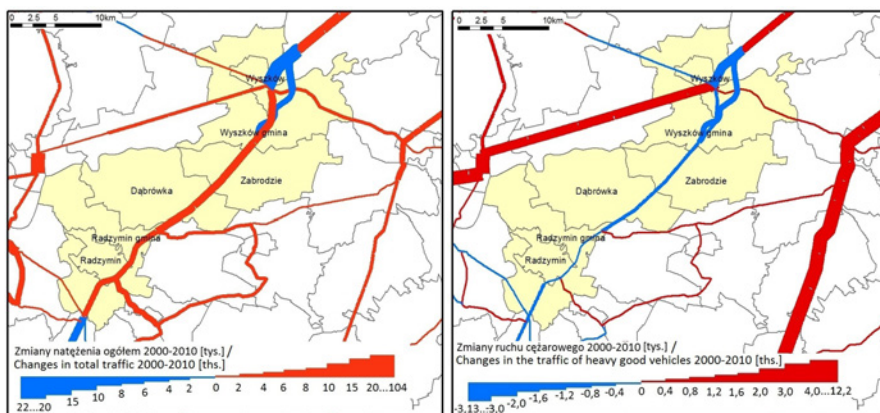 0 2.5 5 10km
Wyszków
Wyszków gmina
Dąbrówka
Zabrodzie
Radzymin gmina
Radzymin
Zmiany natężenia ogółem 2000-2010 [tys.] /
Changes in total traffic 2000-2010 [ths.]
22...20 15 10 8 6 4 2 0 2 4 6 8 10 15 20...104
0 2.5 5 10km
Wyszków
Wyszków gmina
Dąbrówka
Zabrodzie
Radzymin gmina
Radzymin
Zmiany ruchu cężarowego 2000-2010 [tys.] /
Changes in the traffic of heavy good vehicles 2000-2010 [ths.]
-3,13...-3,0 -2,0 -1,6 -1,2 -0,8 -0.4 0 0,4 0,8 1,2 1,6 2,0 3,0 4,0...12,2